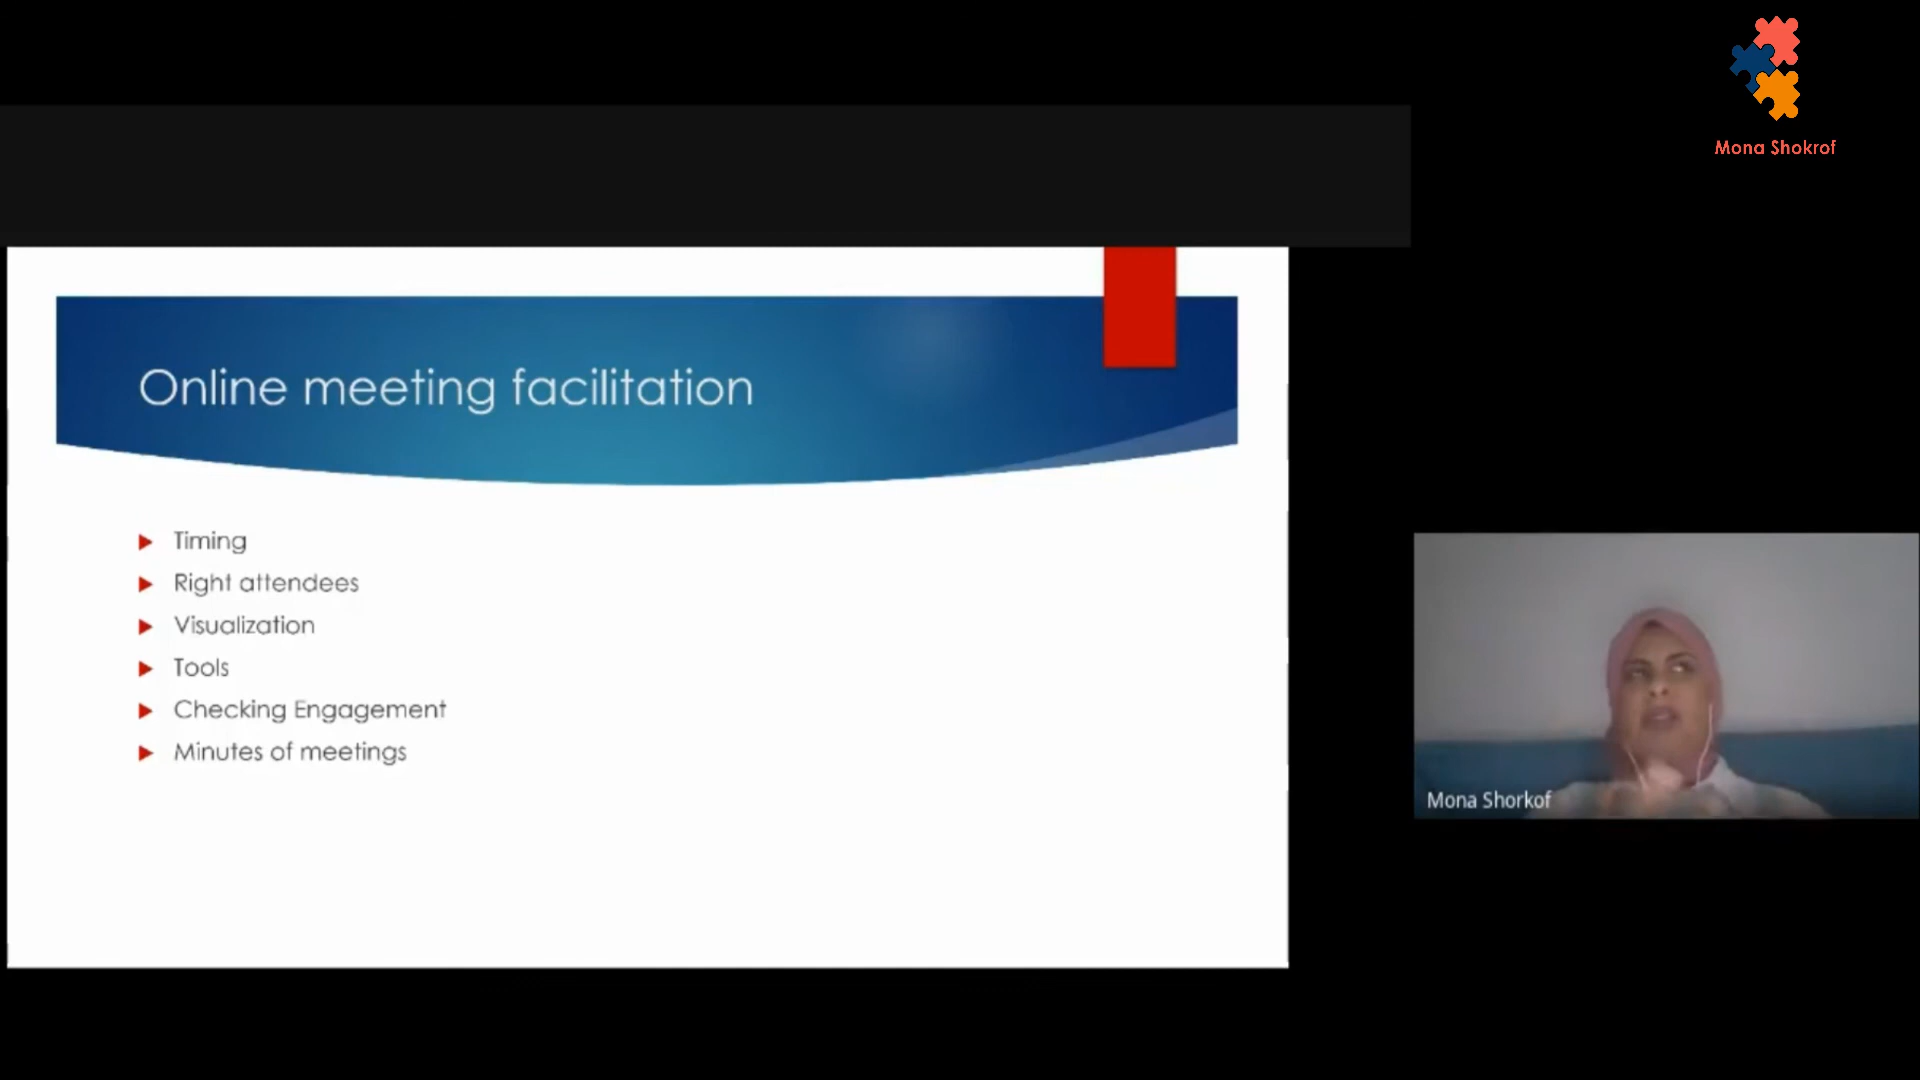 Mona Shokrof
Online meeting facilitation
Timing
Right attendees
Visualization
Tools
Checking Engagement
Minutes of meetings
Mona Shorkof